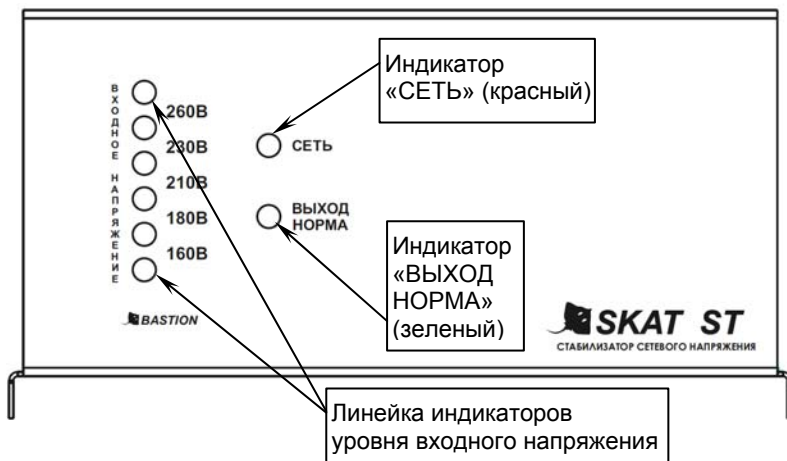 ВХОДНОЕ НАПРЯЖЕНИЕ
260В
230В
210В
180В
160В
СЕТЬ
ВЫХОД
НОРМА
Индикатор
«СЕТЬ» (красный)
Индикатор
«ВЫХОД
НОРМА»
(зеленый)
BASTION
SKAT ST
СТАБИЛИЗАТОР СЕТЕВОГО НАПРЯЖЕНИЯ
Линейка индикаторов
уровня входного напряжения